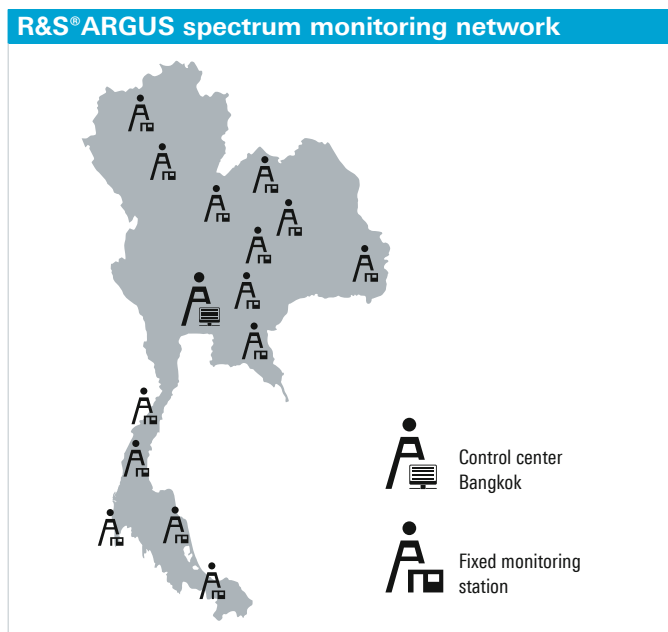 R&S®ARGUS spectrum monitoring network
Control center
Bangkok
Fixed monitoring
station